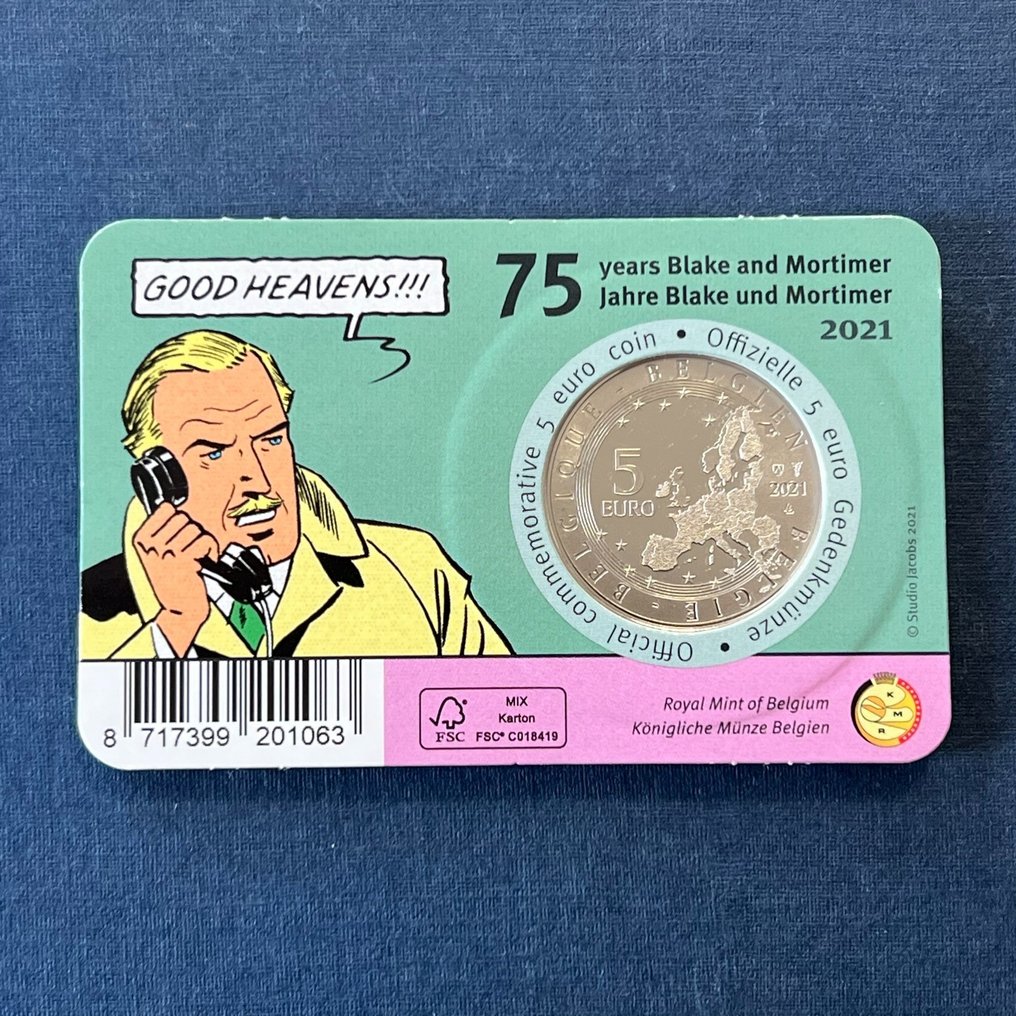 GOOD HEAVENS!!!
75 years Blake and Mortimer
Jahre Blake und Mortimer
2021
Official commemorative 5 euro coin • Offizielle 5 euro Gedenkmünze •
BELGIQUE - BELGIEN - BELGIE
5
EURO
2021
© Studio Jacobs 2021
8 717399 201063
FSC
MIX
Karton
FSC® C018419
Royal Mint of Belgium
Königliche Münze Belgien
K
M
R